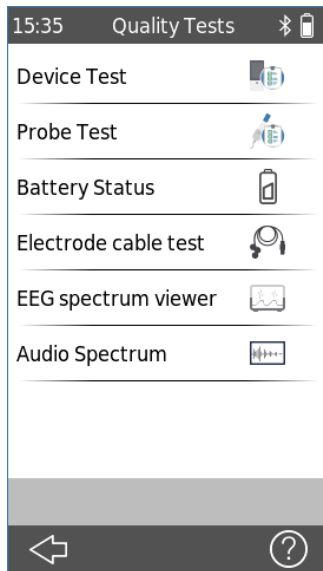 15:35 Quality Tests
Device Test
Probe Test
Battery Status
Electrode cable test
EEG spectrum viewer
Audio Spectrum
?